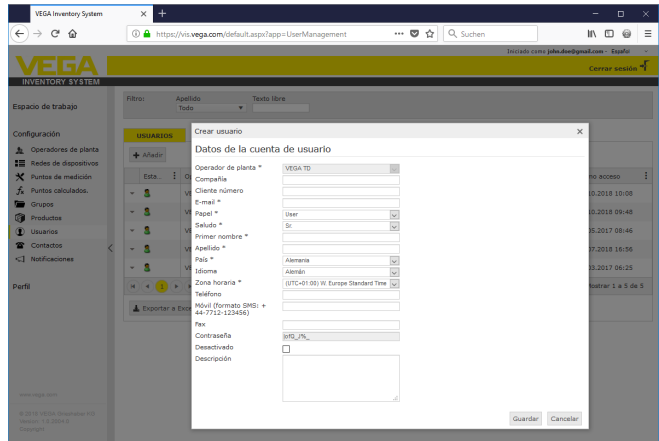 VEGA Inventory System
https://vis.vega.com/default.aspx?app=UserManagement
Suchen
Iniciado como john.doe@gmail.com - Español
VEGA
INVENTORY SYSTEM
Cerrar sesión
Espacio de trabajo
Filtro:
Apellido
Texto libre
Todo
Configuración
Operadores de planta
Redes de dispositivos
Puntos de medición
Puntos calculados.
Grupos
Productos
Usuarios
Contactos
Notificaciones
Perfil
USUARIOS
Añadir
Esta...
no acceso
.10.2018 10:08
.10.2018 09:48
.05.2017 08:46
.07.2018 16:56
.03.2017 06:25
1
Mostrar 1 a 5 de 5
Exportar a Exce
Crear usuario
Datos de la cuenta de usuario
Operador de planta * VEGA TD
Compañía
Cliente número
E-mail *
Papel * User
Saludo * Sr
Primer nombre *
Apellido *
País * Alemania
Idioma Alemán
Zona horaria * (UTC+01:00) W. Europe Standard Time
Teléfono
Móvil (formato SMS: +
44-7712-123456)
Fax
Contraseña
Desactivado
Descripción
Guardar
Cancelar
www.vega.com
Copyright